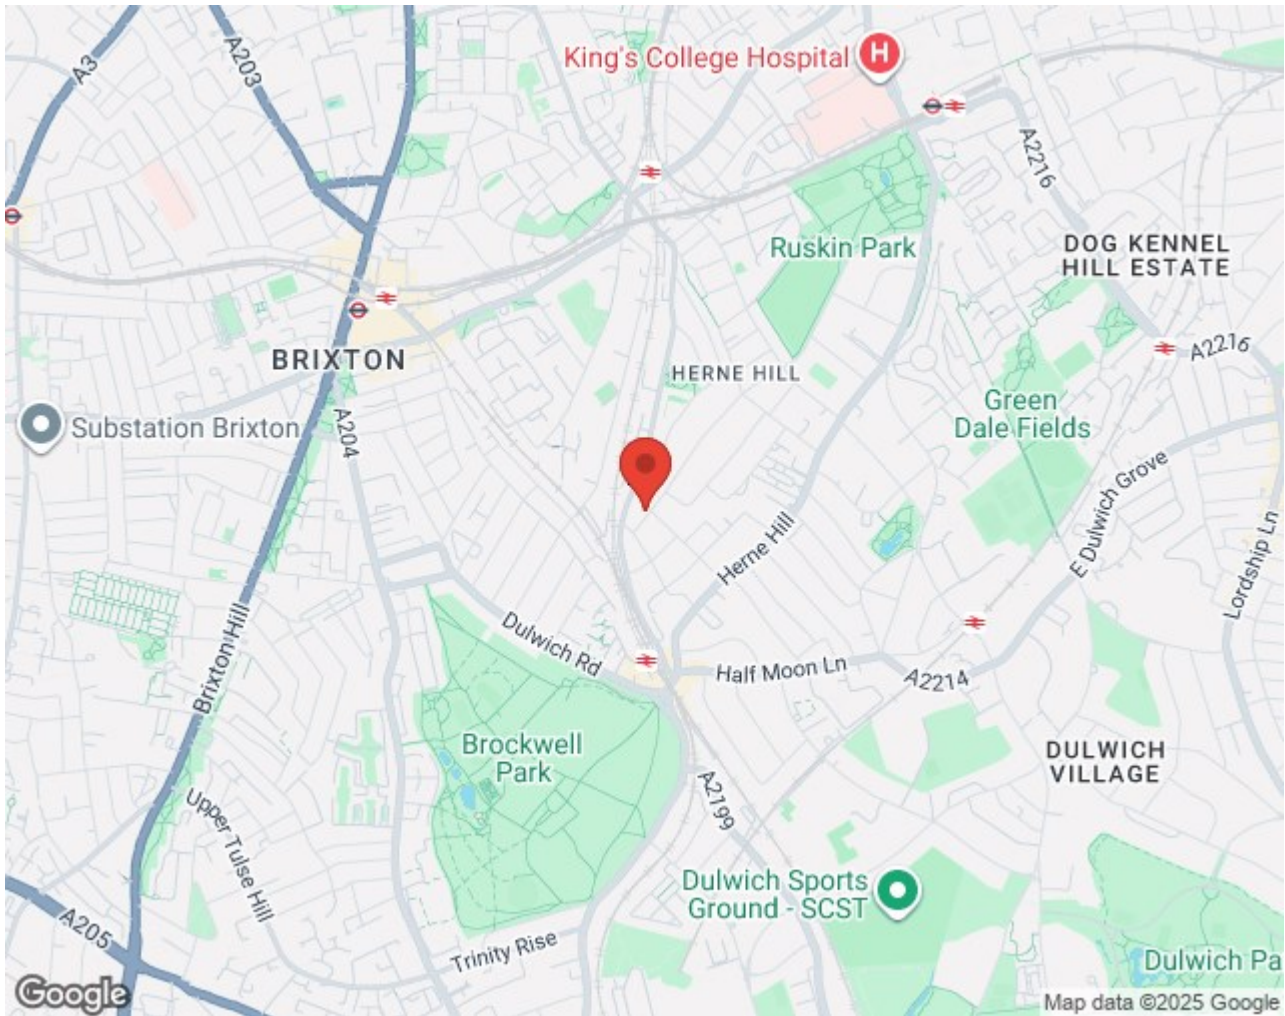 A3
A203
King's College Hospital
H
A2216
Ruskin Park
DOG KENNEL
HILL ESTATE
BRIXTON
HERNE HILL
A2216
Substation Brixton
A204
Green
Dale Fields
E Dulwich Grove
Herne Hill
Lordship Ln
Dulwich Rd
Brixton Hill
Half Moon Ln
A2214
Brockwell
Park
DULWICH
VILLAGE
A2199
Upper Tulse Hill
Dulwich Sports
Ground - SCST
A205
Trinity Rise
Dulwich Pa
Google
Map data ©2025 Google